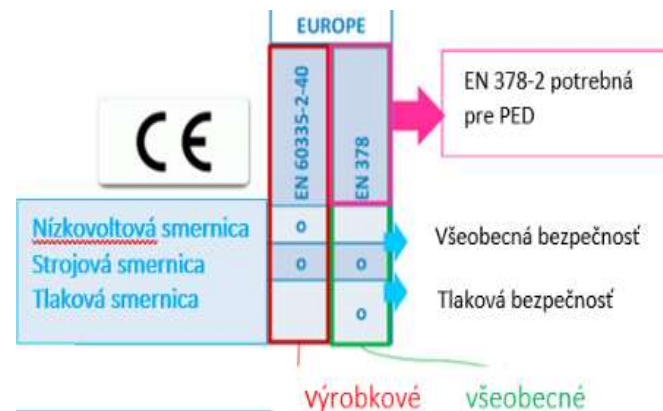 EUROPE
EN 60335-2-40
EN 378
EN 378-2 potrebná
pre PED
CE
Nízkovoltová smernica o
Strojová smernica o o
Tlaková smernica o
Všeobecná bezpečnosť
Tlaková bezpečnosť
výrobkové všeobecné